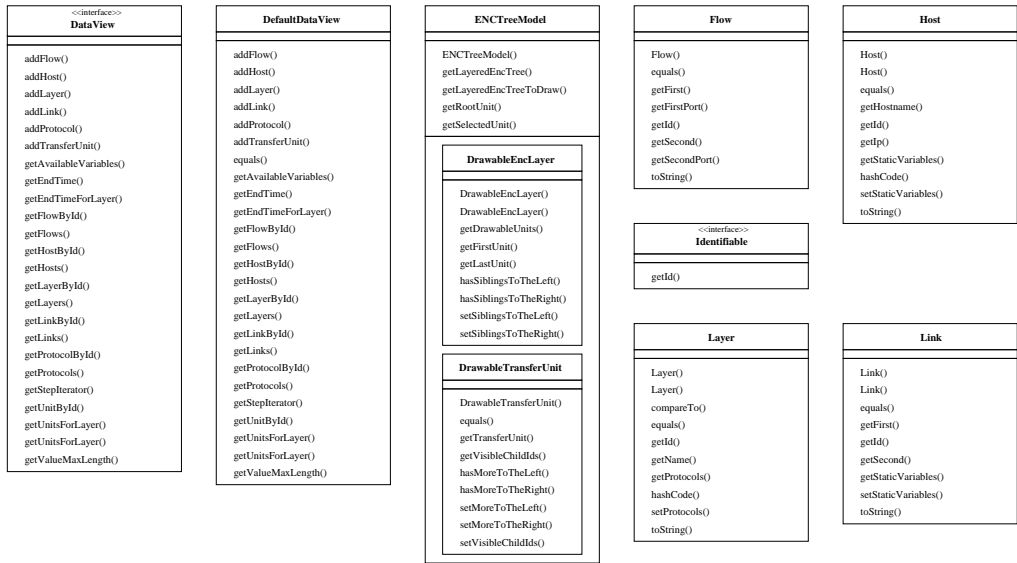 <<interface>>
DataView
addFlow()
addHost()
addLayer()
addLink()
addProtocol()
addTransferUnit()
getAvailableVariables()
getEndTime()
getEndTimeForLayer()
getFlowById()
getFlows()
getHostById()
getHosts()
getLayerById()
getLayers()
getLinkById()
getLinks()
getProtocolById()
getProtocols()
getStepIterator()
getUnitById()
getUnitsForLayer()
getUnitsForLayer()
getValueMaxLength()
DefaultDataView
addFlow()
addHost()
addLayer()
addLink()
addProtocol()
addTransferUnit()
equals()
getAvailableVariables()
getEndTime()
getEndTimeForLayer()
getFlowById()
getFlows()
getHostById()
getHosts()
getLayerById()
getLayers()
getLinkById()
getLinks()
getProtocolById()
getProtocols()
getStepIterator()
getUnitById()
getUnitsForLayer()
getUnitsForLayer()
getValueMaxLength()
ENCTreeModel
ENCTreeModel()
getLayeredEncTree()
getLayeredEncTreeToDraw()
getRootUnit()
getSelectedUnit()
DrawableEncLayer
DrawableEncLayer()
DrawableEncLayer()
getDrawableUnits()
getFirstUnit()
getLastUnit()
hasSiblingsToTheLeft()
hasSiblingsToTheRight()
setSiblingsToTheLeft()
setSiblingsToTheRight()
DrawableTransferUnit
DrawableTransferUnit()
equals()
getTransferUnit()
getVisibleChildIds()
hasMoreToTheLeft()
hasMoreToTheRight()
setMoreToTheLeft()
setMoreToTheRight()
setVisibleChildIds()
Flow
Flow()
equals()
getFirst()
getFirstPort()
getId()
getSecond()
getSecondPort()
toString()
Host
Host()
Host()
equals()
getHostname()
getId()
getIp()
getStaticVariables()
hashCode()
setStaticVariables()
toString()
<<interface>>
Identifiable
getId()
Layer
Layer()
Layer()
compareTo()
equals()
getId()
getName()
getProtocols()
hashCode()
setProtocols()
toString()
Link
Link()
Link()
equals()
getFirst()
getId()
getSecond()
getStaticVariables()
setStaticVariables()
toString()